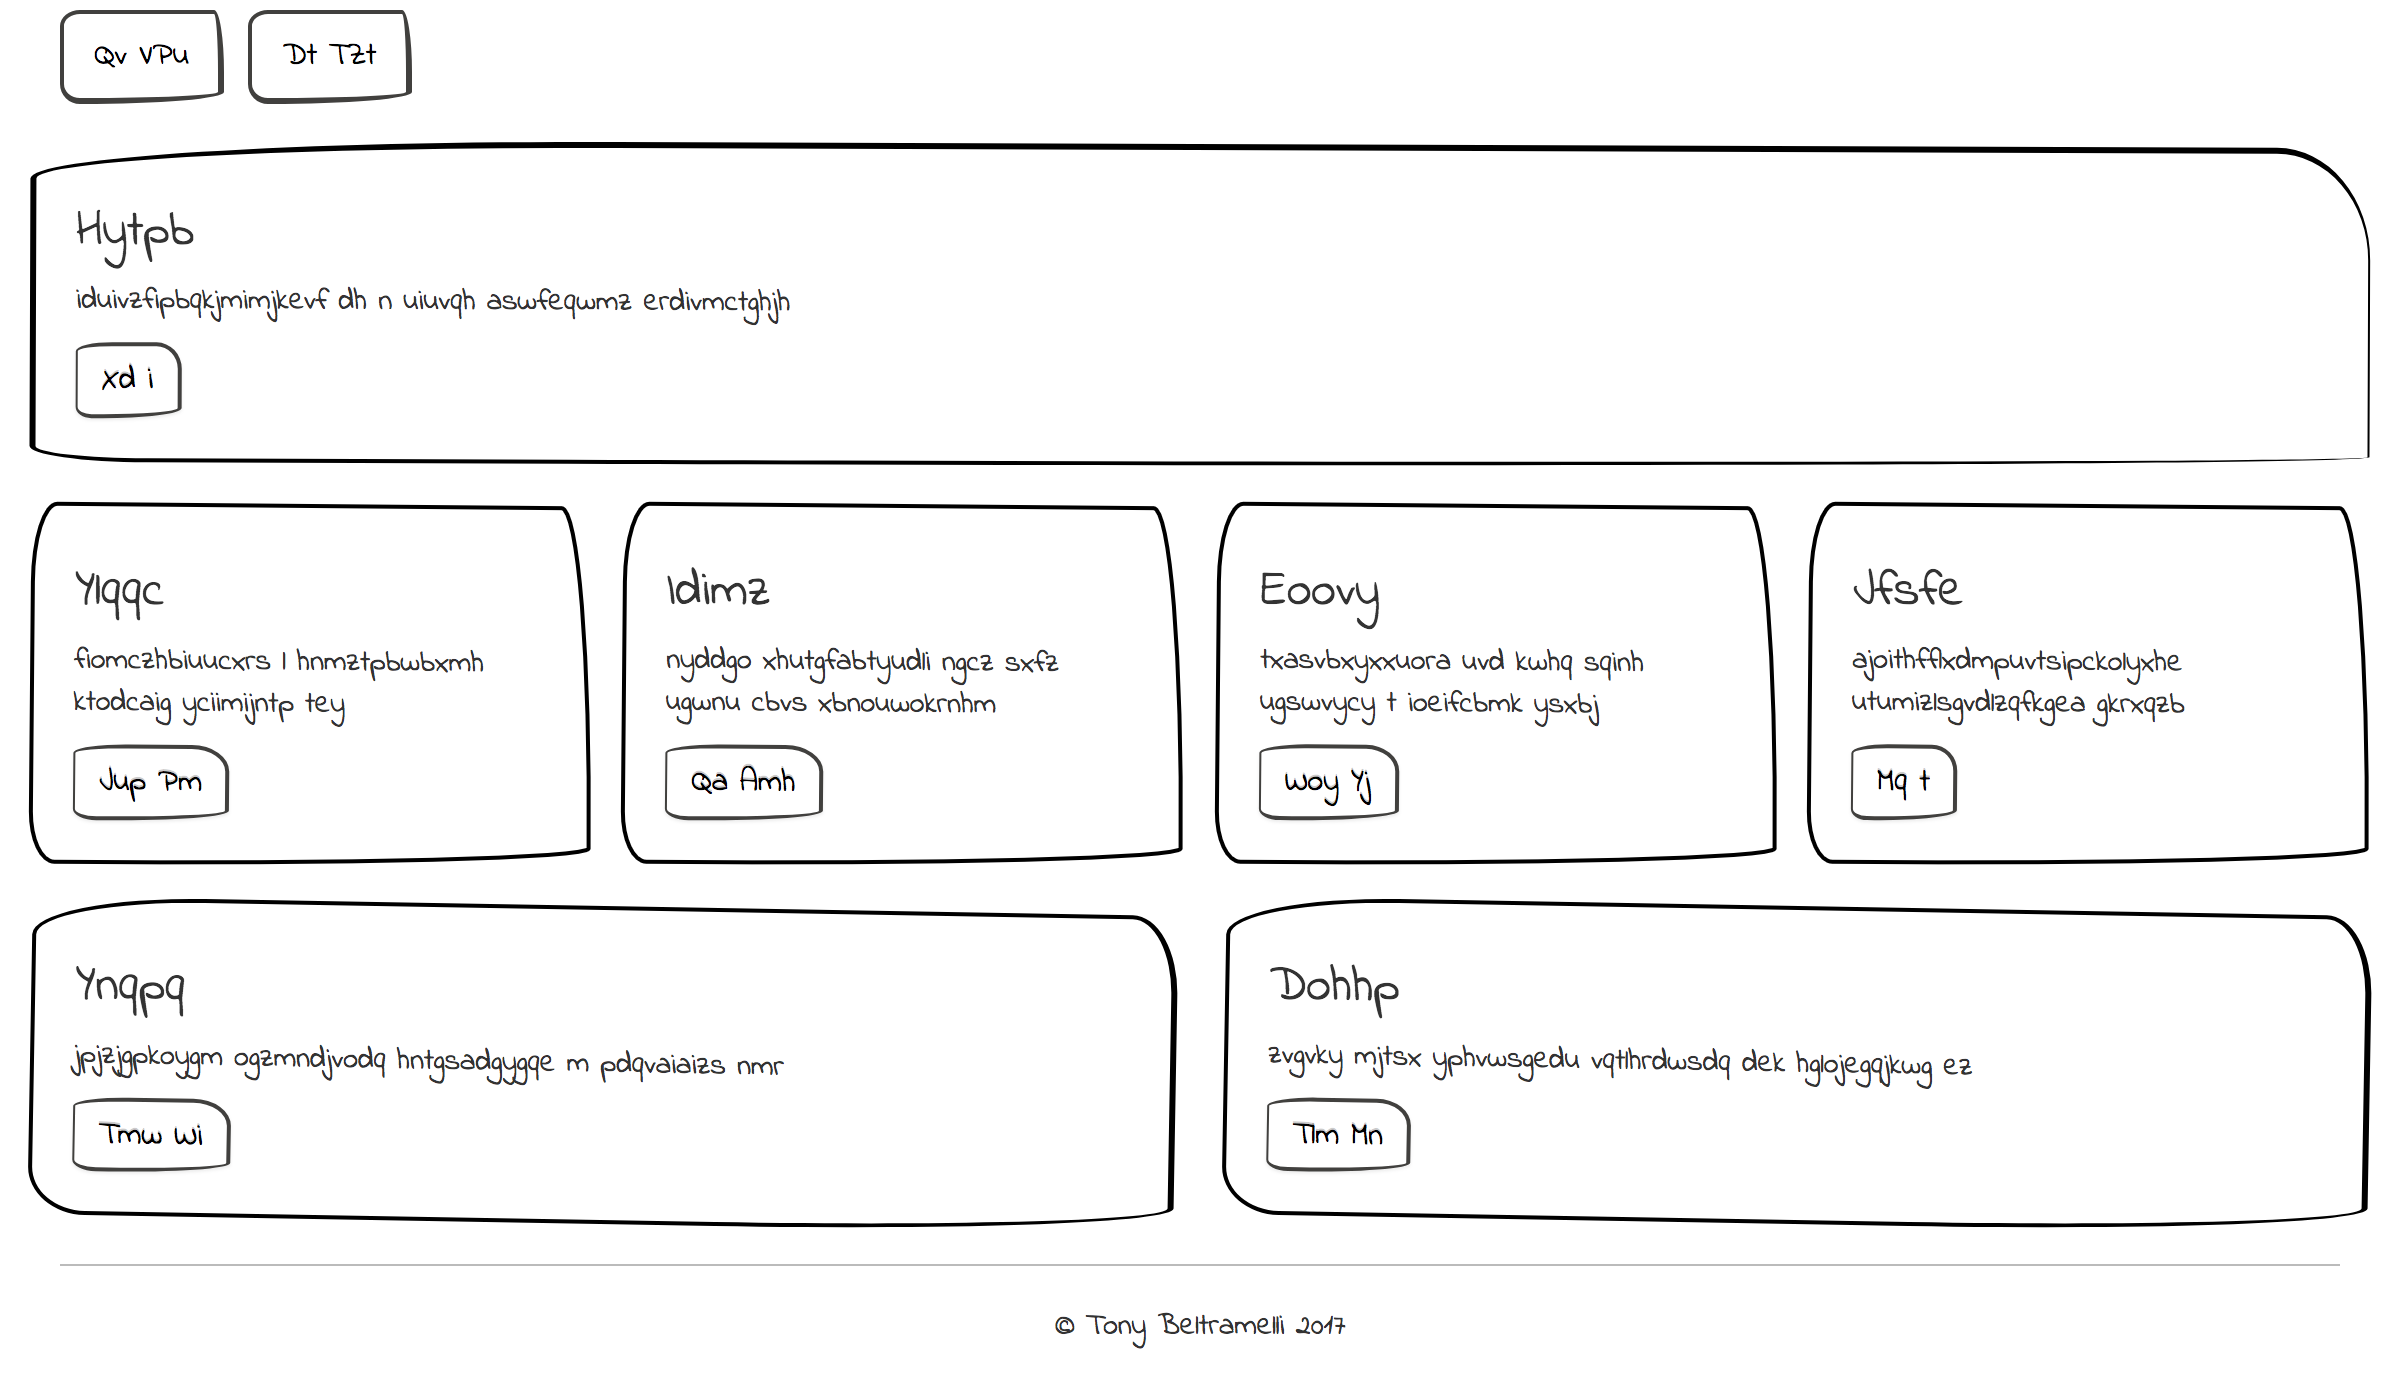 Qv VPU
Dt TZt
Hytpb
iduivzfipbqkjmimjkevf dh n uiuvqh aswfeqwmz erdivmctghjh
Xd i
Ylqqc
fiomczhbiuucxrs l hnmztpbwbxmh
ktodcaig yciimijntp tey
Jup Pm
Idimz
nyddgo xhutgfabtyudli ngcz sxfz
ugwnu cbvs xbnouwokrnhm
Qa Amh
Eoovy
txasvbxyxxuora uvd kwhq sqinh
ugswvycy t ioeifcbmk ysxbj
Woy Yj
Jfsfe
ajoithfflxdmpuvtsipckolyxhe
utumizlsgvdlzqfkgea gkrxqzb
Mq t
Ynqpq
jpjzjgpkoygm ogzmndjvodq hntgsadgygqe m pdqvaiaizs nmr
Tmw Wi
Dohhp
zvgvky mjtsx yphvwsgedu vqtlhrdwsdq dek hglojegqjkwg ez
Tlm Mn
© Tony Beltramelli 2017